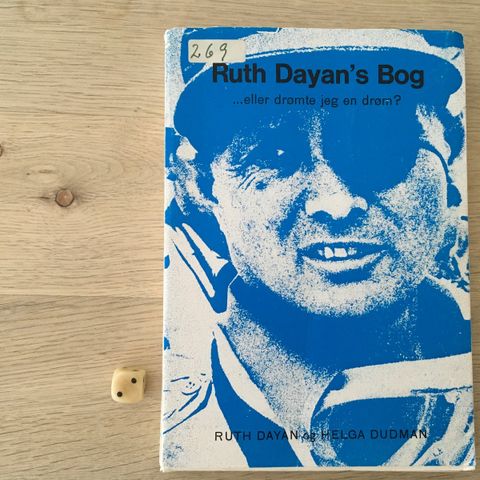 269
Ruth Dayan's Bog
...eller drømte jeg en drøm?
RUTH DAYAN og HELGA DUDMAN